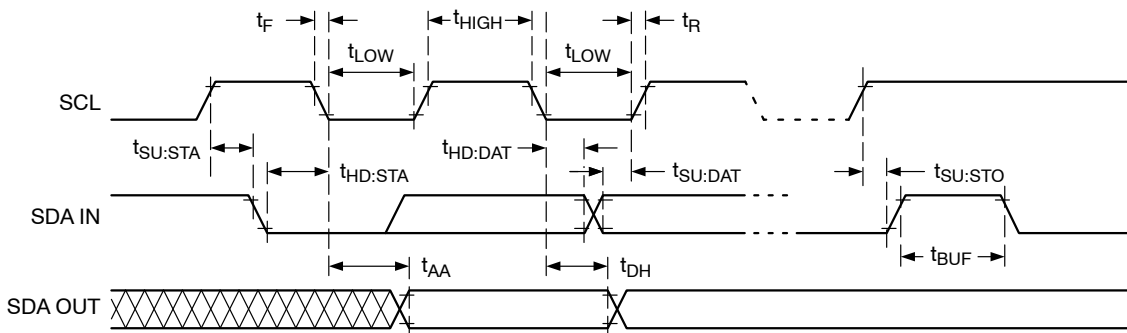 tF
tHIGH
tR
tLOW
tLOW
SCL
tSU:STA
tHD:STA
tHD:DAT
tSU:DAT
tSU:STO
SDA IN
tAA
tDH
tBUF
SDA OUT